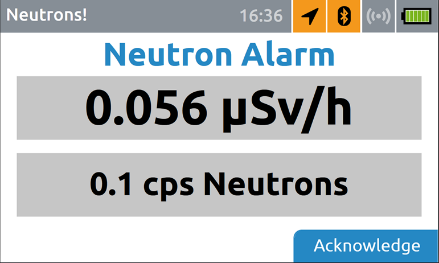 Neutrons! 16:36
Neutron Alarm
0.056 µSv/h
0.1 cps Neutrons
Acknowledge